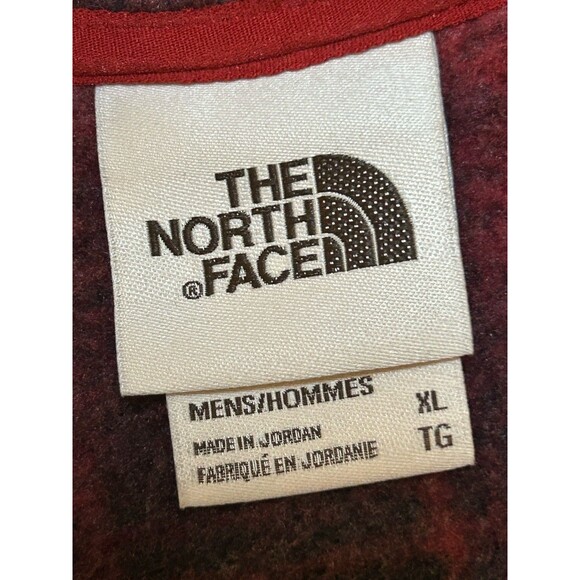 THE
NORTH
®FACE
MENS/HOMMES XL
MADE IN JORDAN
FABRIQUÉ EN JORDANIE TG